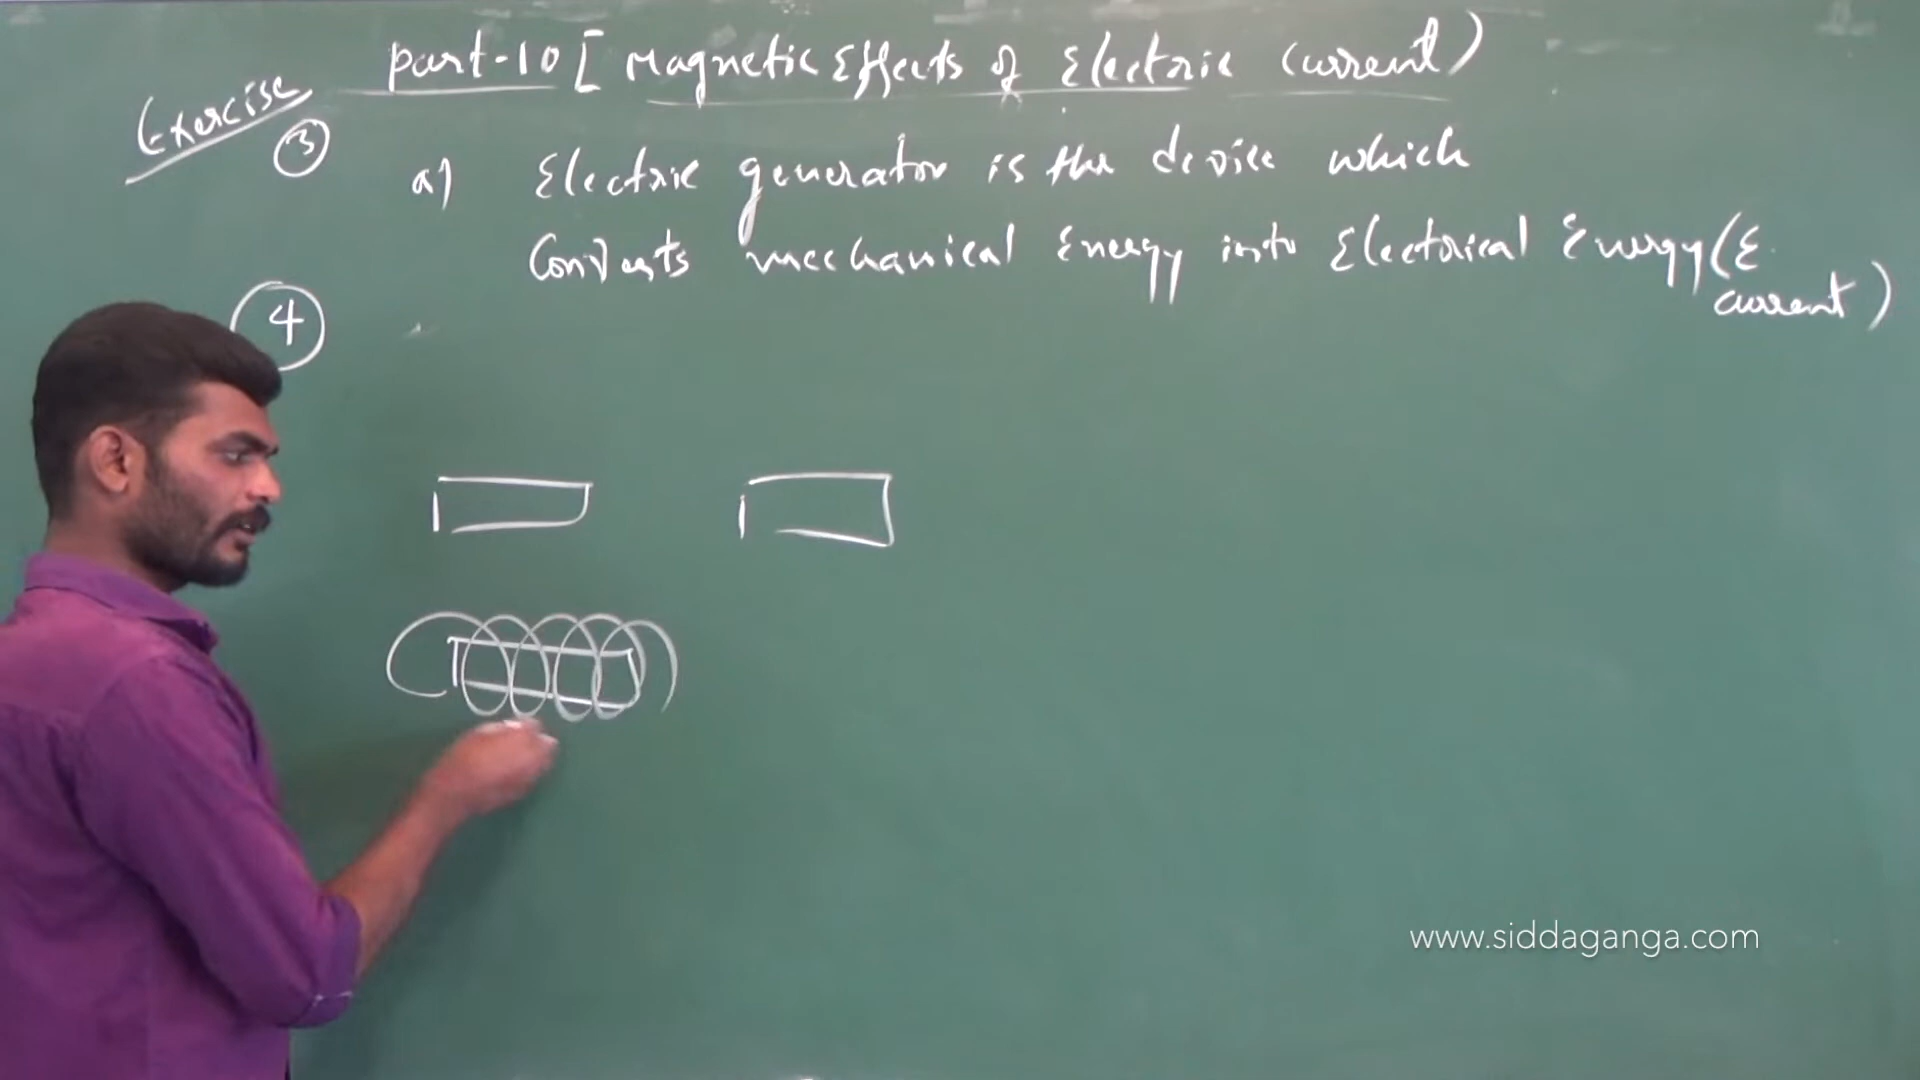 part-10 [Magnetic Effects of Electric Current)
Exercise
③
a) Electric generator is the device which
Converts mechanical Energy into Electrical Energy (E.
current)
④
www.siddaganga.com